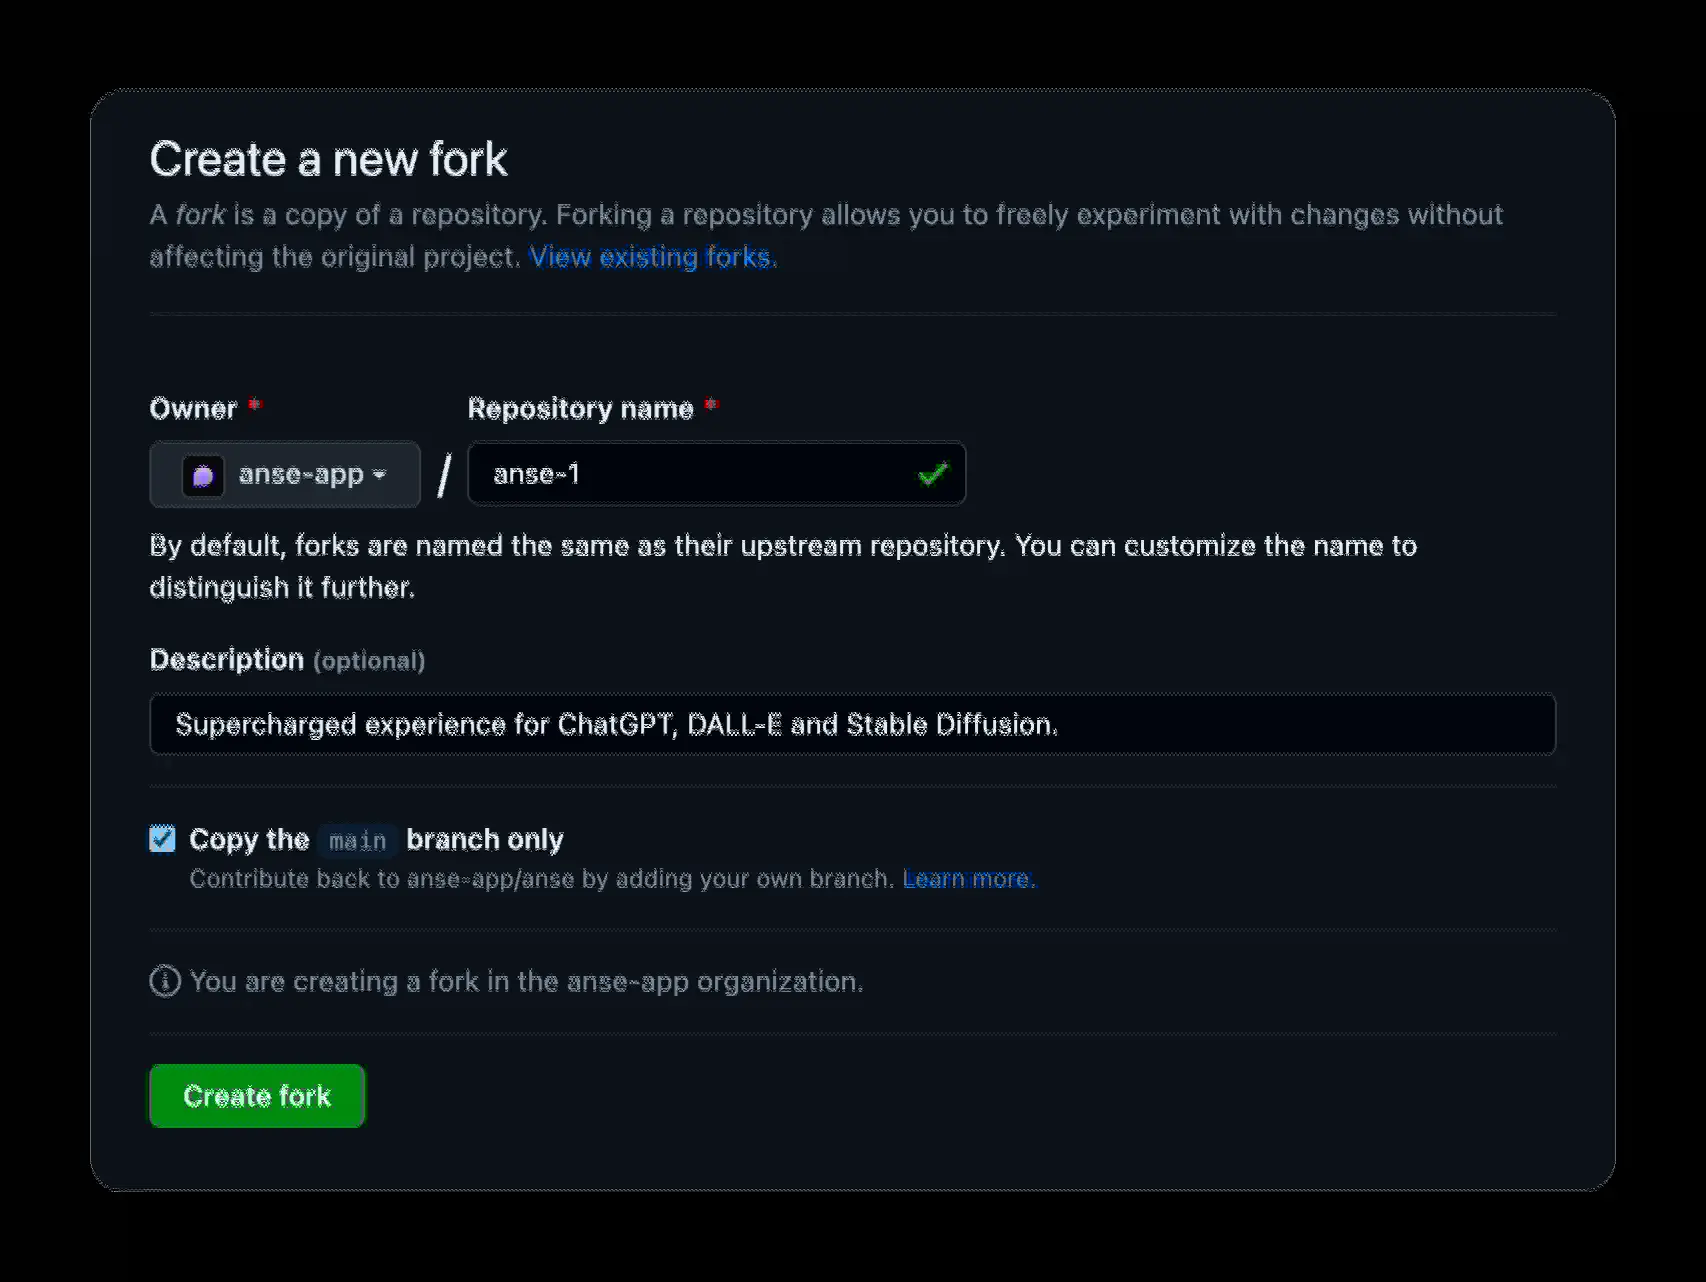 Create a new fork
A fork is a copy of a repository. Forking a repository allows you to freely experiment with changes without
affecting the original project. View existing forks.
Owner * Repository name *
anse-app / anse-1
By default, forks are named the same as their upstream repository. You can customize the name to
distinguish it further.
Description (optional)
Supercharged experience for ChatGPT, DALL-E and Stable Diffusion.
Copy the main branch only
Contribute back to anse-app/anse by adding your own branch. Learn more.
You are creating a fork in the anse-app organization.
Create fork